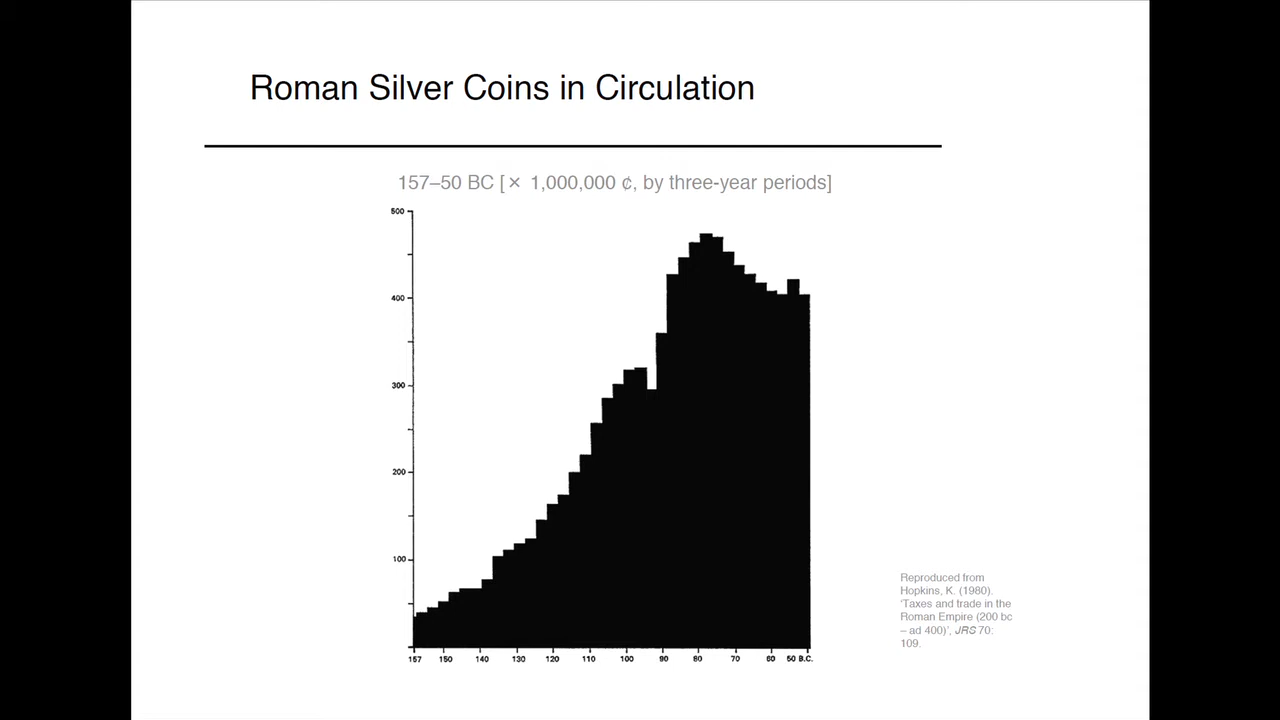 Roman Silver Coins in Circulation
157–50 BC [× 1,000,000 ¢, by three-year periods]
500
400
300
200
100
157 150 140 130 120 110 100 90 80 70 60 50 B.C.
Reproduced from
Hopkins, K. (1980).
‘Taxes and trade in the
Roman Empire (200 bc
– ad 400)’, JRS 70:
109.